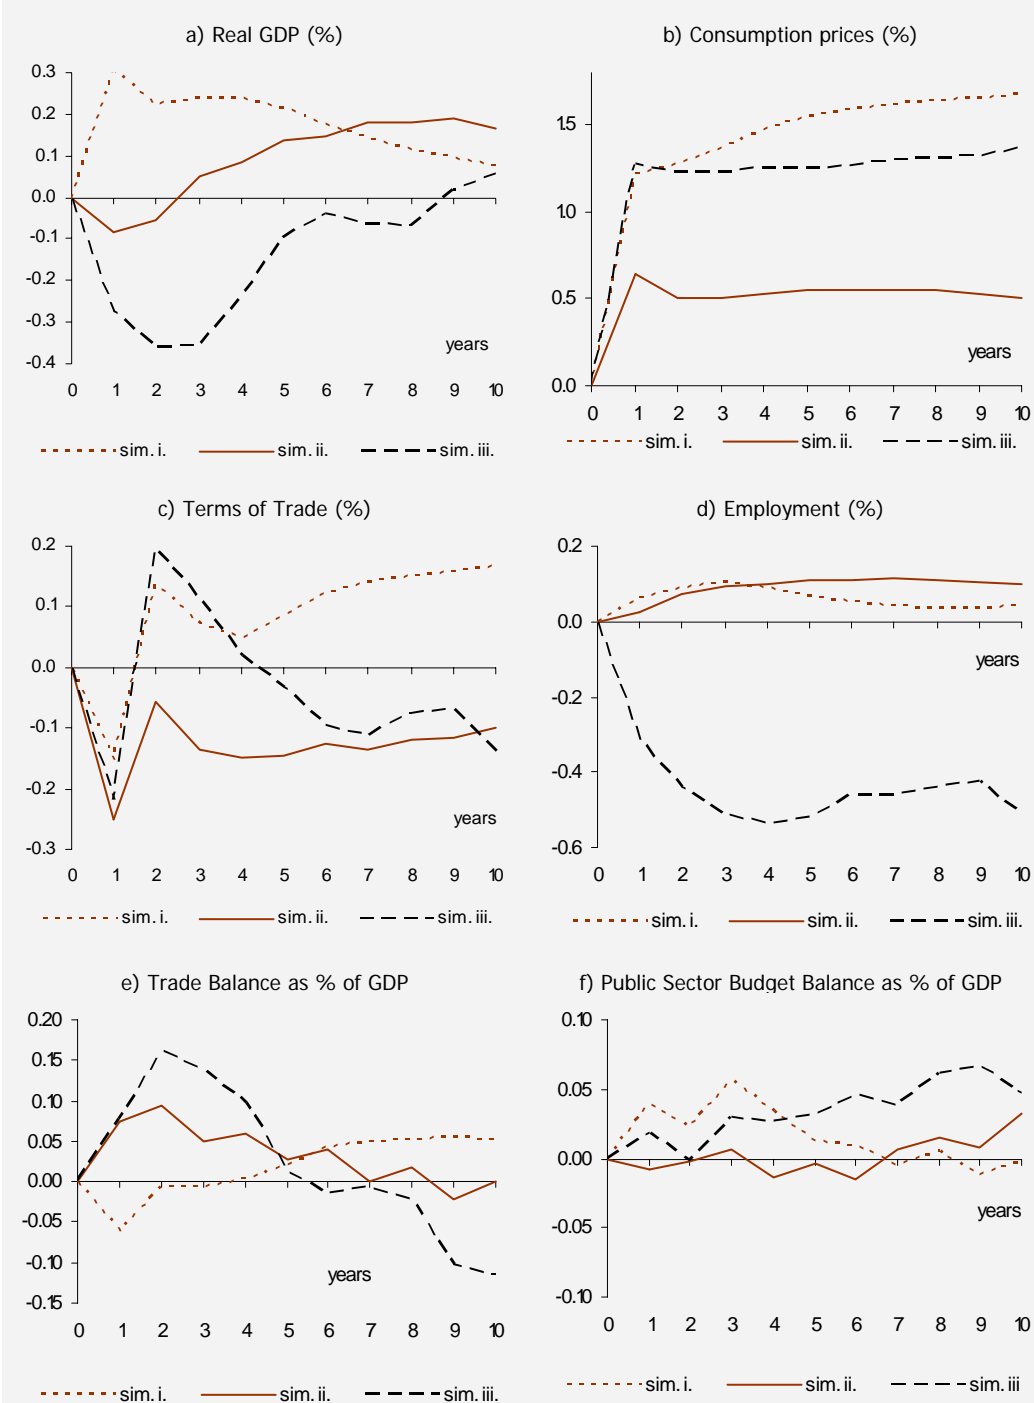 a) Real GDP (%)
0.3
0.2
0.1
0.0
-0.1
-0.2
-0.3
-0.4
years
0 1 2 3 4 5 6 7 8 9 10
sim. i. sim. ii. sim. iii.
b) Consumption prices (%)
1.5
1.0
0.5
0.0
years
0 1 2 3 4 5 6 7 8 9 10
sim. i. sim. ii. sim. iii.
c) Terms of Trade (%)
0.2
0.1
0.0
-0.1
-0.2
-0.3
years
0 1 2 3 4 5 6 7 8 9 10
sim. i. sim. ii. sim. iii.
d) Employment (%)
0.2
0.0
-0.2
-0.4
-0.6
years
0 1 2 3 4 5 6 7 8 9 10
sim. i. sim. ii. sim. iii.
e) Trade Balance as % of GDP
0.20
0.15
0.10
0.05
0.00
-0.05
-0.10
-0.15
years
0 1 2 3 4 5 6 7 8 9 10
sim. i. sim. ii. sim. iii.
f) Public Sector Budget Balance as % of GDP
0.10
0.05
0.00
-0.05
-0.10
years
0 1 2 3 4 5 6 7 8 9 10
sim. i. sim. ii. sim. iii